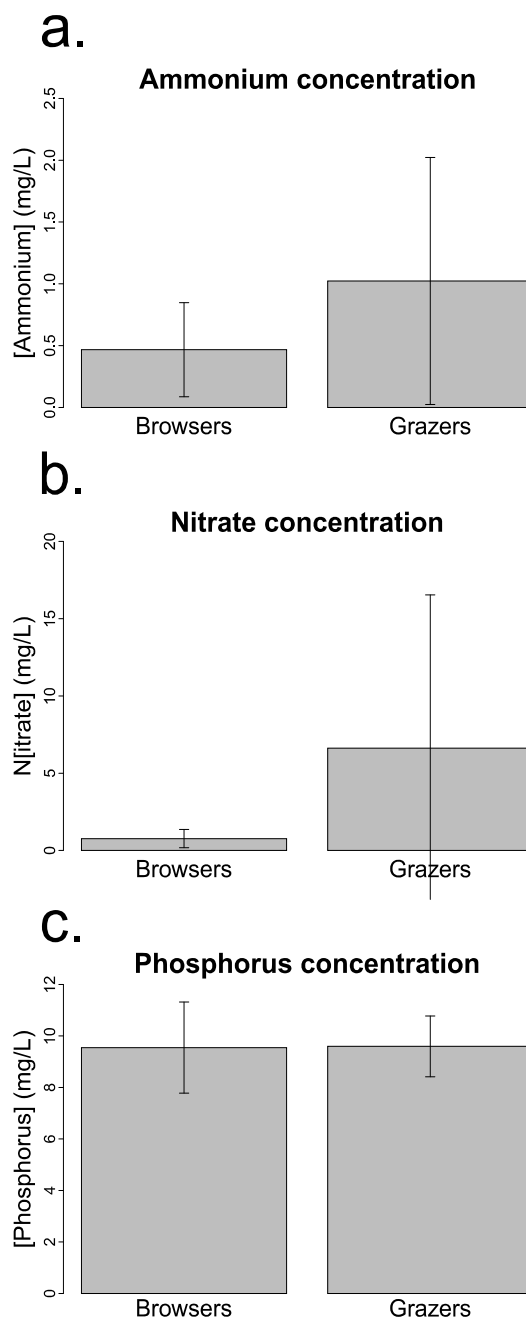 a.
Ammonium concentration
[Ammonium] (mg/L)
2.5
2.0
1.5
1.0
0.5
0.0
Browsers Grazers
b.
Nitrate concentration
N[itrate] (mg/L)
20
15
10
5
0
Browsers Grazers
c.
Phosphorus concentration
[Phosphorus] (mg/L)
12
10
8
6
4
2
0
Browsers Grazers